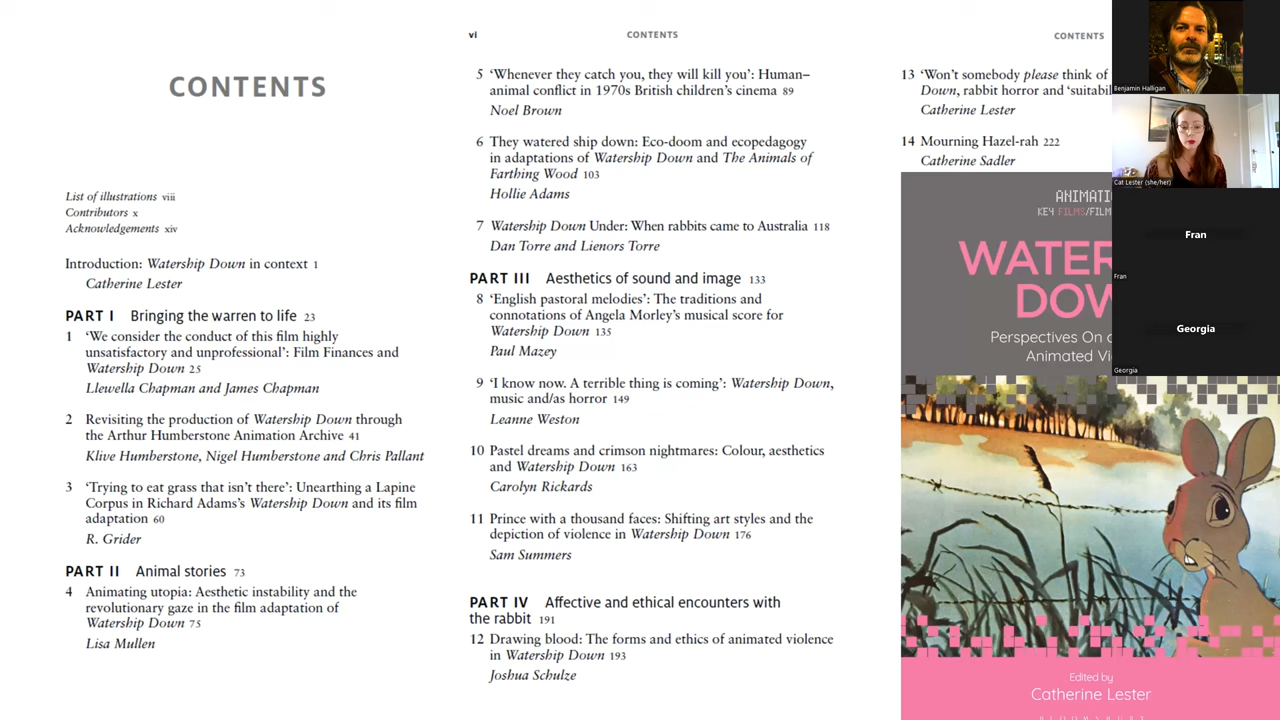 CONTENTS
List of illustrations viii
Contributors x
Acknowledgements xiv
Introduction: Watership Down in context 1
Catherine Lester
PART I Bringing the warren to life 23
1 ‘We consider the conduct of this film highly
unsatisfactory and unprofessional’: Film Finances and
Watership Down 25
Llewella Chapman and James Chapman
2 Revisiting the production of Watership Down through
the Arthur Humberstone Animation Archive 41
Klive Humberstone, Nigel Humberstone and Chris Pallant
3 ‘Trying to eat grass that isn’t there’: Unearthing a Lapine
Corpus in Richard Adams’s Watership Down and its film
adaptation 60
R. Grider
PART II Animal stories 73
4 Animating utopia: Aesthetic instability and the
revolutionary gaze in the film adaptation of
Watership Down 75
Lisa Mullen
vi CONTENTS
5 ‘Whenever they catch you, they will kill you’: Human–
animal conflict in 1970s British children’s cinema 89
Noel Brown
6 They watered ship down: Eco-doom and ecopedagogy
in adaptations of Watership Down and The Animals of
Farthing Wood 103
Hollie Adams
7 Watership Down Under: When rabbits came to Australia 118
Dan Torre and Lienors Torre
PART III Aesthetics of sound and image 133
8 ‘English pastoral melodies’: The traditions and
connotations of Angela Morley’s musical score for
Watership Down 135
Paul Mazey
9 ‘I know now. A terrible thing is coming’: Watership Down,
music and/as horror 149
Leanne Weston
10 Pastel dreams and crimson nightmares: Colour, aesthetics
and Watership Down 163
Carolyn Rickards
11 Prince with a thousand faces: Shifting art styles and the
depiction of violence in Watership Down 176
Sam Summers
PART IV Affective and ethical encounters with
the rabbit 191
12 Drawing blood: The forms and ethics of animated violence
in Watership Down 193
Joshua Schulze
CONTENTS
13 ‘Won’t somebody please think of
Down, rabbit horror and ‘suitabi
Catherine Lester
14 Mourning Hazel-rah 222
Catherine Sadler
ANIMATI
KEY FILMS/FILM
WATER
DOW
Perspectives On
Animated Vi
Edited by
Catherine Lester
Benjamin Halligan
Cat Lester (she/her)
Fran
Fran
Georgia
Georgia